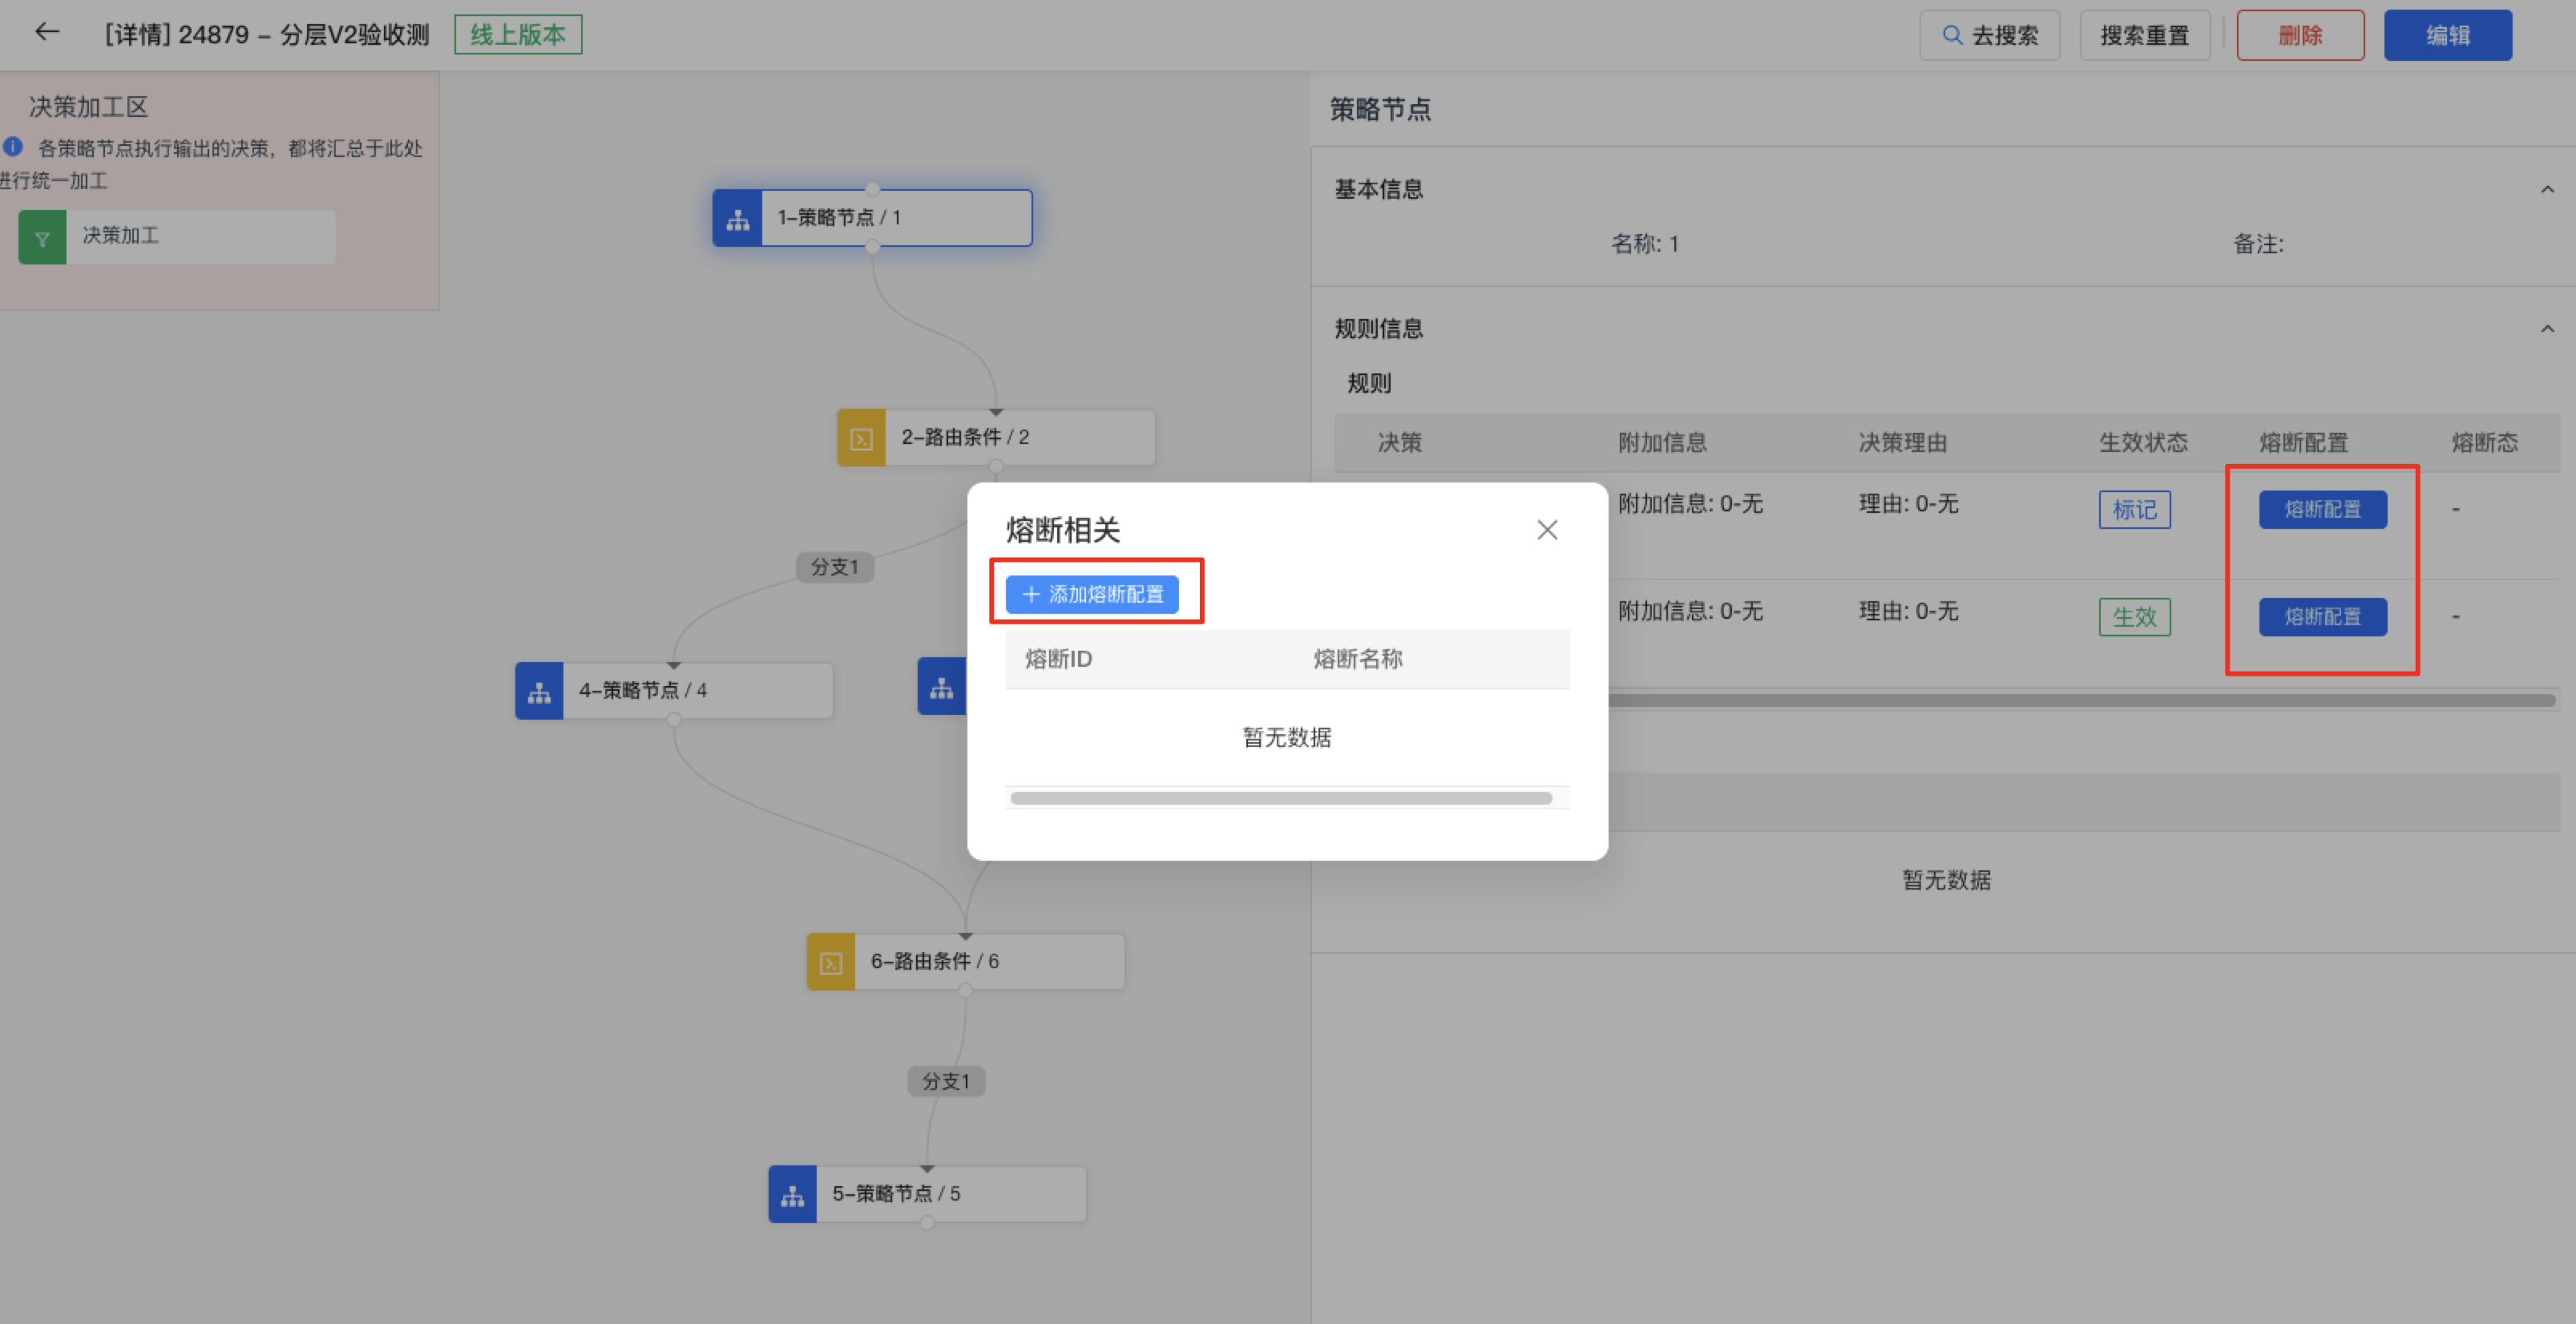 [详情] 24879 – 分层V2验收测
线上版本
去搜索
搜索重置
删除
编辑
决策加工区
各策略节点执行输出的决策，都将汇总于此处
进行统一加工
决策加工
1–策略节点 / 1
2–路由条件 / 2
分支1
4–策略节点 / 4
6–路由条件 / 6
分支1
5–策略节点 / 5
熔断相关
添加熔断配置
熔断ID 熔断名称
暂无数据
策略节点
基本信息
名称: 1 备注:
规则信息
规则
决策 附加信息 决策理由 生效状态 熔断配置 熔断态
附加信息: 0-无 理由: 0-无 标记 熔断配置 -
附加信息: 0-无 理由: 0-无 生效 熔断配置 -
暂无数据